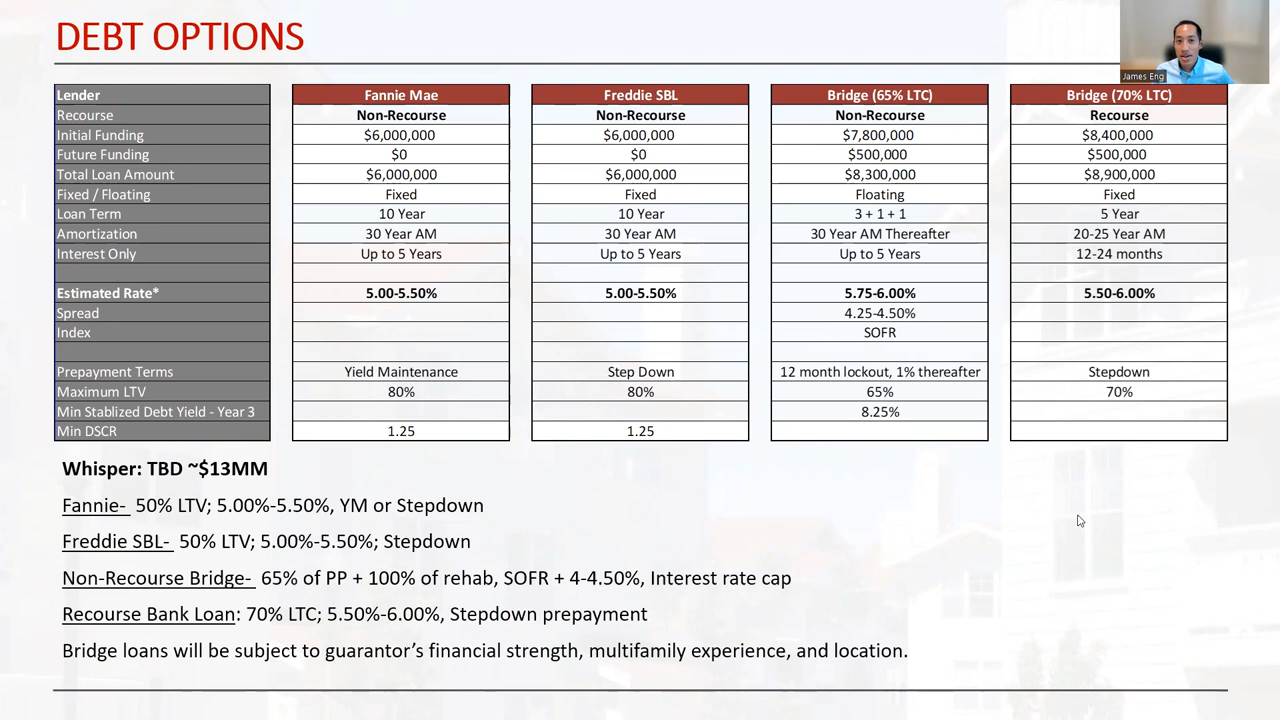 DEBT OPTIONS
James Eng
Lender Fannie Mae Freddie SBL Bridge (65% LTC) Bridge (70% LTC)
Recourse Non-Recourse Non-Recourse Non-Recourse Recourse
Initial Funding $6,000,000 $6,000,000 $7,800,000 $8,400,000
Future Funding $0 $0 $500,000 $500,000
Total Loan Amount $6,000,000 $6,000,000 $8,300,000 $8,900,000
Fixed / Floating Fixed Fixed Floating Fixed
Loan Term 10 Year 10 Year 3 + 1 + 1 5 Year
Amortization 30 Year AM 30 Year AM 30 Year AM Thereafter 20-25 Year AM
Interest Only Up to 5 Years Up to 5 Years Up to 5 Years 12-24 months
Estimated Rate* 5.00-5.50% 5.00-5.50% 5.75-6.00% 5.50-6.00%
Spread 4.25-4.50%
Index SOFR
Prepayment Terms Yield Maintenance Step Down 12 month lockout, 1% thereafter Stepdown
Maximum LTV 80% 80% 65% 70%
Min Stablized Debt Yield - Year 3 8.25%
Min DSCR 1.25 1.25
Whisper: TBD ~$13MM
Fannie- 50% LTV; 5.00%-5.50%, YM or Stepdown
Freddie SBL- 50% LTV; 5.00%-5.50%; Stepdown
Non-Recourse Bridge- 65% of PP + 100% of rehab, SOFR + 4-4.50%, Interest rate cap
Recourse Bank Loan: 70% LTC; 5.50%-6.00%, Stepdown prepayment
Bridge loans will be subject to guarantor’s financial strength, multifamily experience, and location.